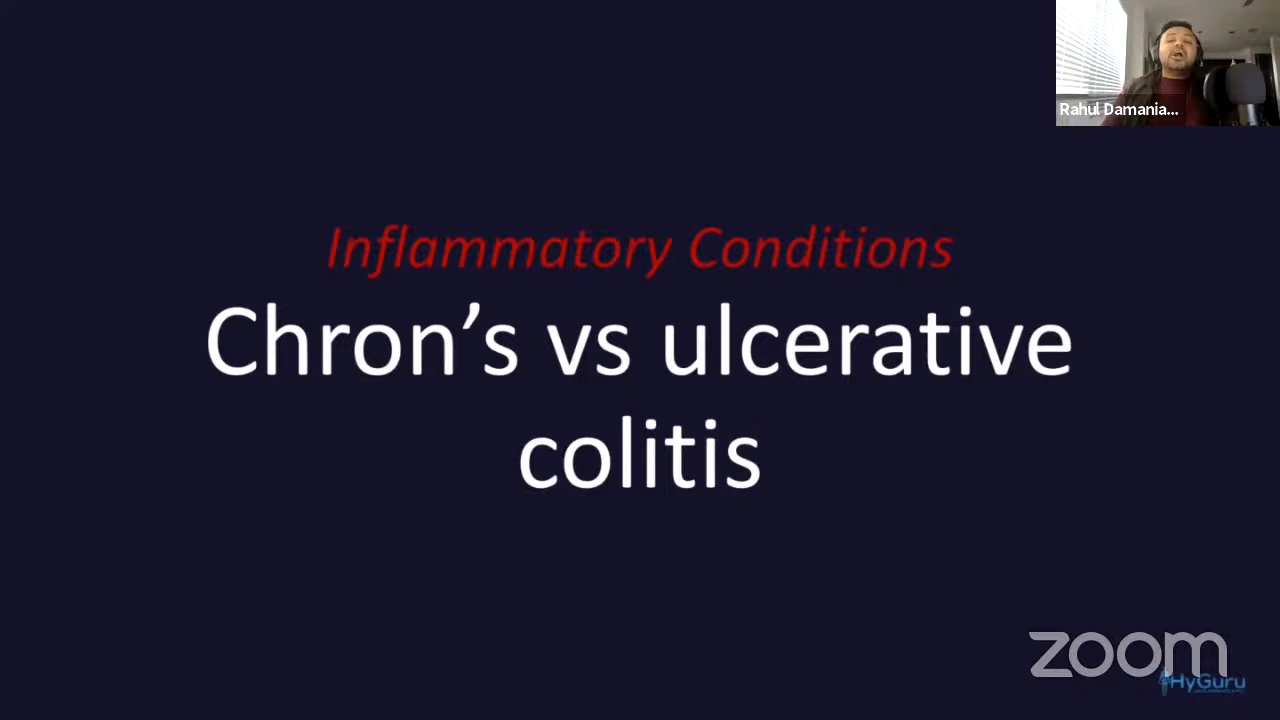 Rahul Damania...
Inflammatory Conditions
Chron's vs ulcerative
colitis
zoom
HyGuru